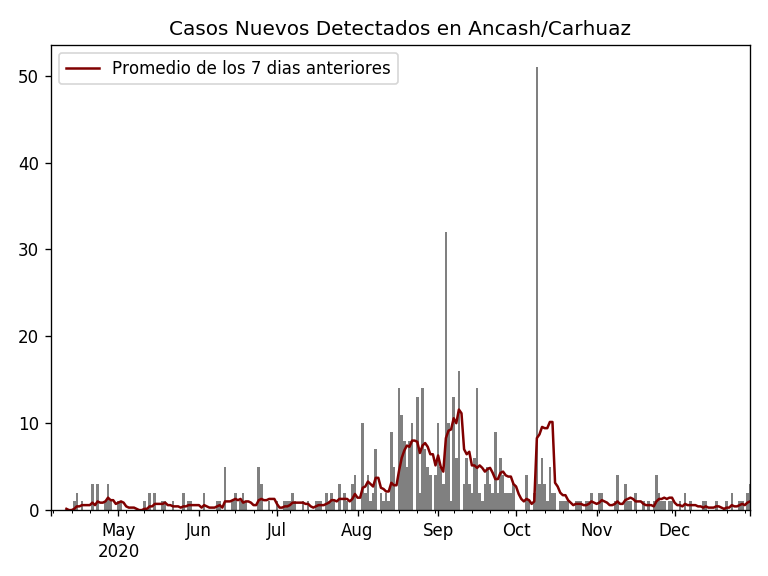 Casos Nuevos Detectados en Ancash/Carhuaz
Promedio de los 7 dias anteriores
50
40
30
20
10
0
May Jun Jul Aug Sep Oct Nov Dec
2020